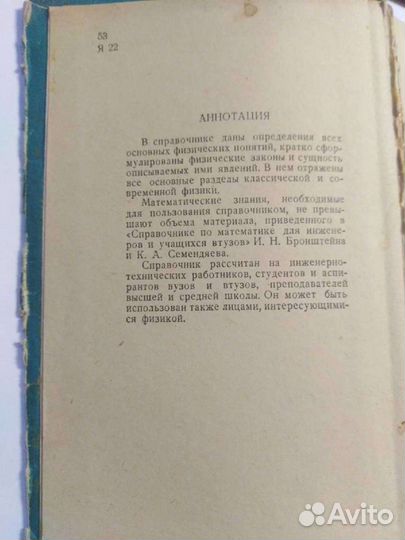 53
Я 22
АННОТАЦИЯ
В справочнике даны определения всех
основных физических понятий, кратко сфор-
мулированы физические законы и сущность
описываемых ими явлений. В нем отражены
все основные разделы классической и со-
временной физики.
Математические знания, необходимые
для пользования справочником, не превы-
шают объема материала, приведенного в
«Справочнике по математике для инжене-
ров и учащихся втузов» И. Н. Бронштейна
и К. А. Семендяева.
Справочник рассчитан на инженерно-
технических работников, студентов и аспи-
рантов вузов и втузов, преподавателей
высшей и средней школы. Он может быть
использован также лицами, интересующими-
ся физикой.
Avito